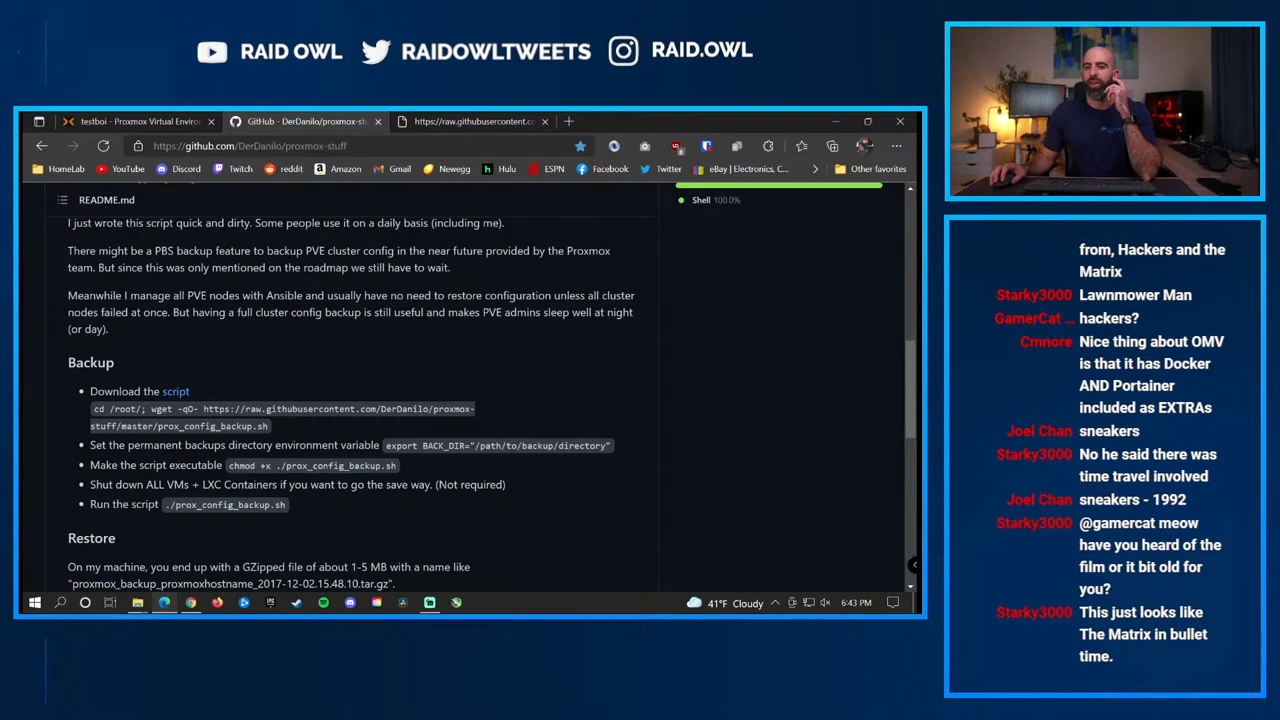 RAID OWL
RAIDOWLTWEETS
RAID.OWL
testboi - Proxmox Virtual Environ
GitHub - DerDanilo/proxmox-stu
https://raw.githubusercontent.co
https://github.com/DerDanilo/proxmox-stuff
HomeLab
YouTube
Discord
Twitch
reddit
Amazon
Gmail
Newegg
Hulu
ESPN
Facebook
Twitter
eBay | Electronics, C...
Other favorites
README.md
Shell 100.0%
I just wrote this script quick and dirty. Some people use it on a daily basis (including me).
There might be a PBS backup feature to backup PVE cluster config in the near future provided by the Proxmox
team. But since this was only mentioned on the roadmap we still have to wait.
Meanwhile I manage all PVE nodes with Ansible and usually have no need to restore configuration unless all cluster
nodes failed at once. But having a full cluster config backup is still useful and makes PVE admins sleep well at night
(or day).
Backup
Download the script
cd /root/; wget -qO- https://raw.githubusercontent.com/DerDanilo/proxmox-
stuff/master/prox_config_backup.sh
Set the permanent backups directory environment variable export BACK_DIR="/path/to/backup/directory"
Make the script executable chmod +x ./prox_config_backup.sh
Shut down ALL VMs + LXC Containers if you want to go the save way. (Not required)
Run the script ./prox_config_backup.sh
Restore
On my machine, you end up with a GZipped file of about 1-5 MB with a name like
"proxmox_backup_proxmoxhostname_2017-12-02.15.48.10.tar.gz".
41°F Cloudy
6:43 PM
from, Hackers and the
Matrix
Starky3000 Lawnmower Man
GamerCat ... hackers?
Cmnore Nice thing about OMV
is that it has Docker
AND Portainer
included as EXTRAs
Joel Chan sneakers
Starky3000 No he said there was
time travel involved
Joel Chan sneakers - 1992
Starky3000 @gamercat meow
have you heard of the
film or it bit old for
you?
Starky3000 This just looks like
The Matrix in bullet
time.